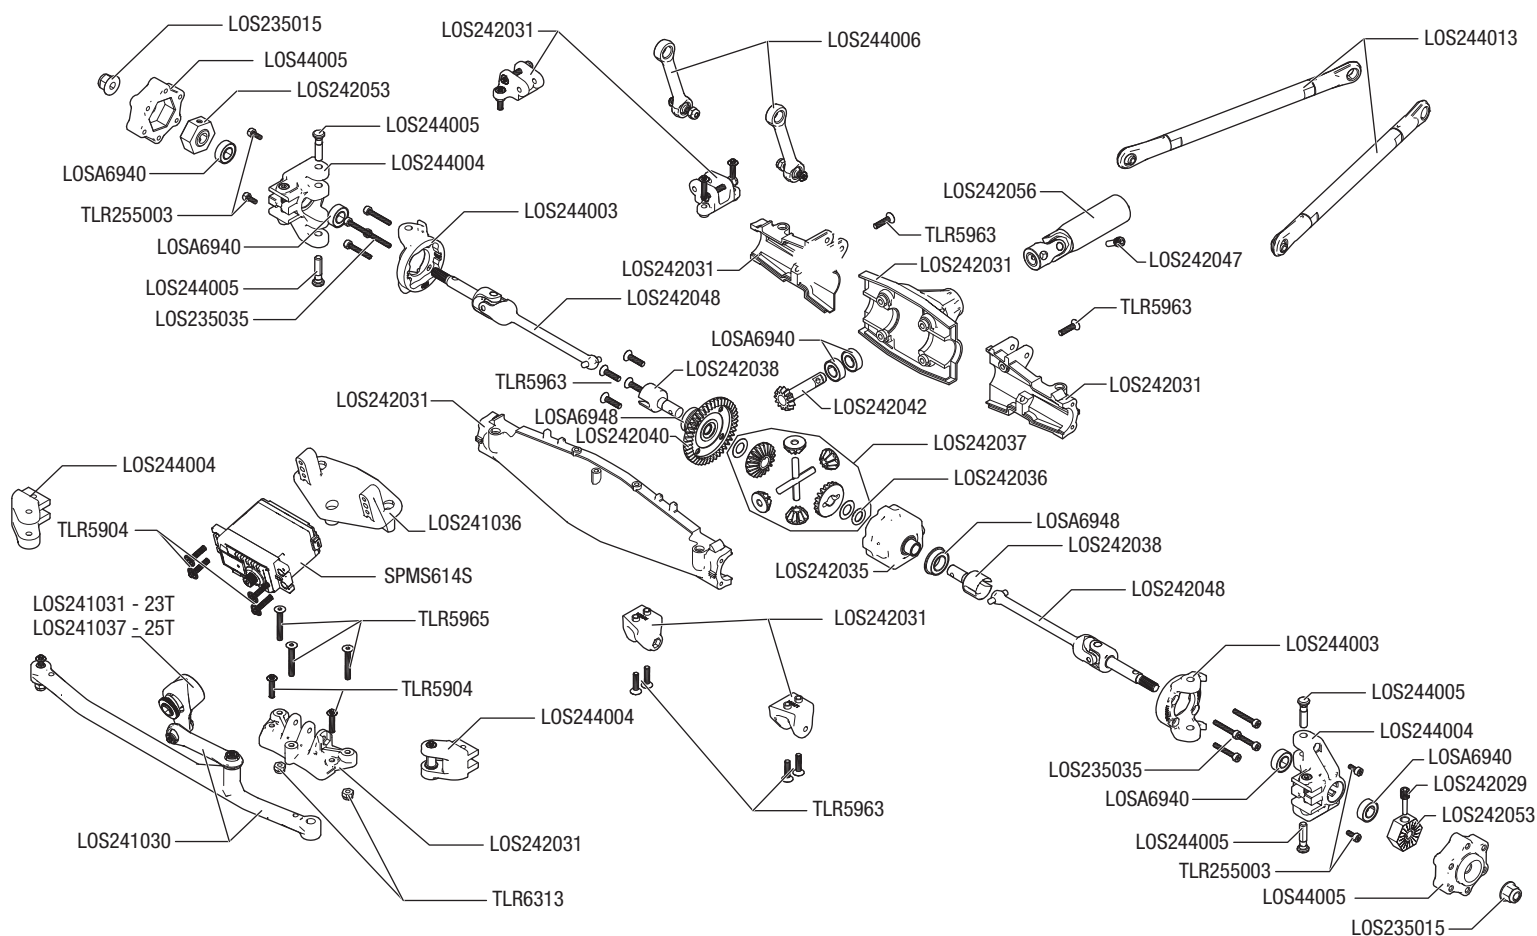 LOS235015
LOS44005
LOS242053
LOS244005
LOS244004
LOSA6940
TLR255003
LOSA6940
LOS244005
LOS235035
LOS244003
LOS242048
LOS242031
LOS244006
LOS244013
LOS242056
LOS242047
TLR5963
LOS242031
LOS242031
TLR5963
LOSA6940
LOS242038
TLR5963
LOS242031
LOSA6948
LOS242040
LOS242042
LOS242031
LOS242037
LOS242036
LOS244004
LOS241036
TLR5904
SPMS614S
LOSA6948
LOS242038
LOS242035
LOS242048
LOS241031 - 23T
LOS241037 - 25T
TLR5965
LOS242031
LOS244003
TLR5904
LOS244005
LOS244004
LOS244004
LOS235035
LOSA6940
LOSA6940
LOS242029
LOS242053
TLR5963
LOS241030
LOS242031
LOS244005
TLR255003
TLR6313
LOS44005
LOS235015